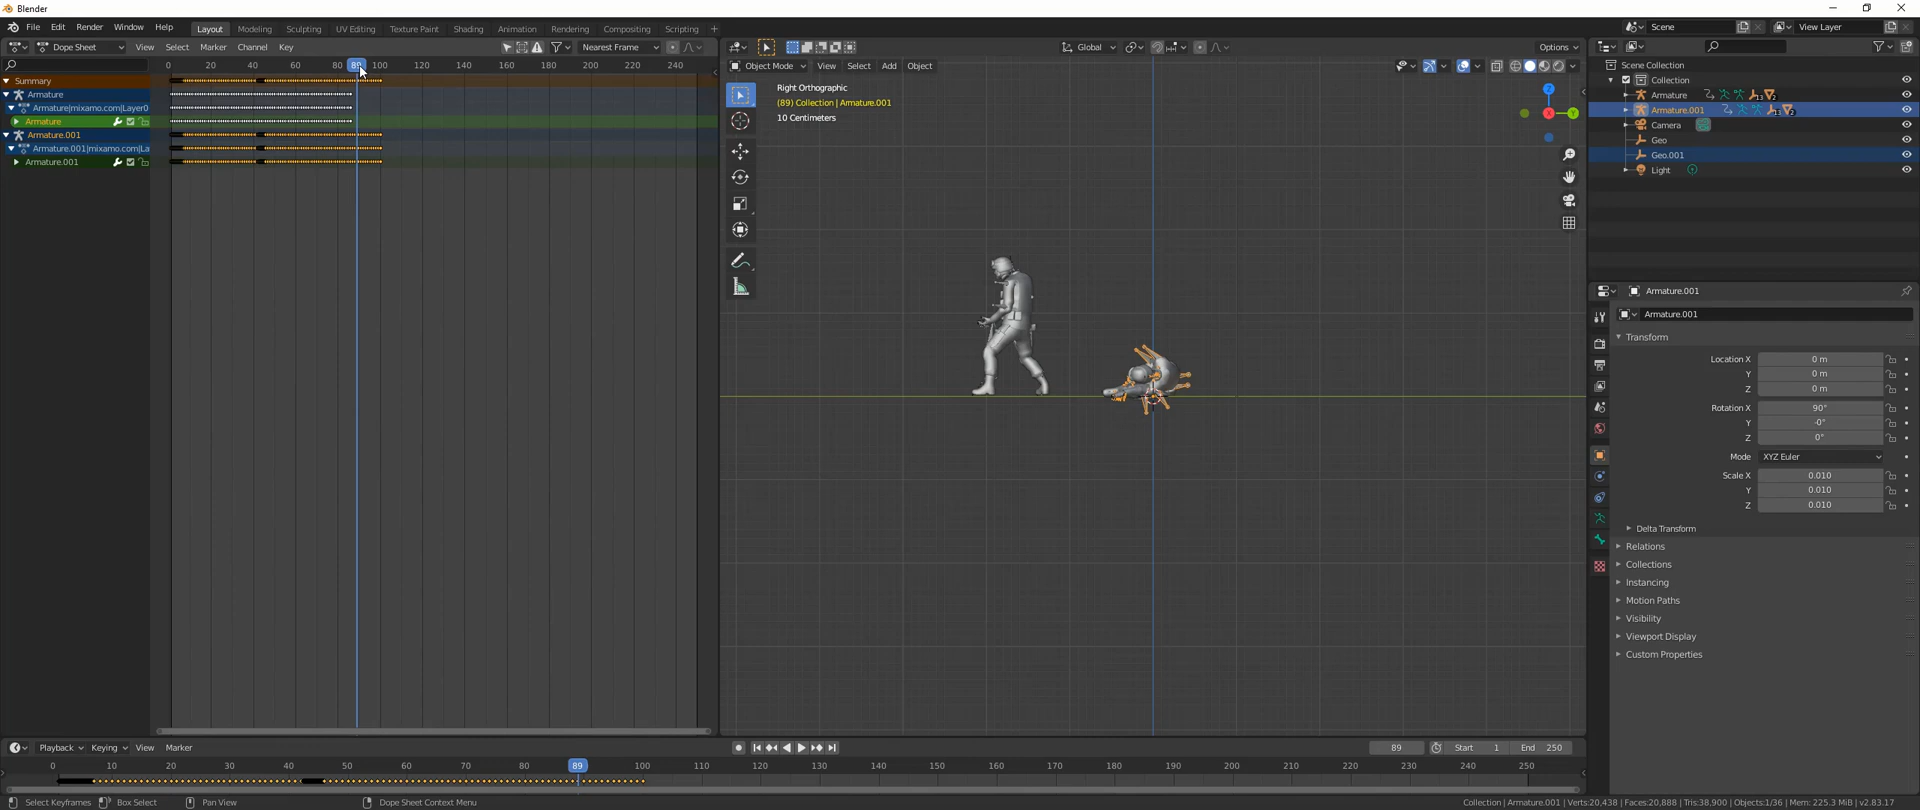 Blender
File Edit Render Window Help Layout Modeling Sculpting UV Editing Texture Paint Shading Animation Rendering Compositing Scripting + Scene View Layer
Dope Sheet View Select Marker Channel Key Nearest Frame Global Options
0 20 40 60 80 89 100 120 140 160 180 200 220 240
Object Mode View Select Add Object
Summary
Armature
Armature|mixamo.com|Layer0
Armature
Armature.001
Armature.001|mixamo.com|La
Armature.001
Right Orthographic
(89) Collection | Armature.001
10 Centimeters
Z
Y
X
Scene Collection
Collection
Armature
Armature.001
Camera
Geo
Geo.001
Light
Armature.001
Armature.001
Transform
Location X 0 m
Y 0 m
Z 0 m
Rotation X 90°
Y -0°
Z 0°
Mode XYZ Euler
Scale X 0.010
Y 0.010
Z 0.010
Delta Transform
Relations
Collections
Instancing
Motion Paths
Visibility
Viewport Display
Custom Properties
Playback Keying View Marker 89 Start 1 End 250
0 10 20 30 40 50 60 70 80 89 100 110 120 130 140 150 160 170 180 190 200 210 220 230 240 250
Select Keyframes Box Select Pan View Dope Sheet Context Menu Collection | Armature.001 | Verts:20,438 | Faces:20,888 | Tris:38,900 | Objects:1/36 | Mem: 225.3 MiB | v2.83.17